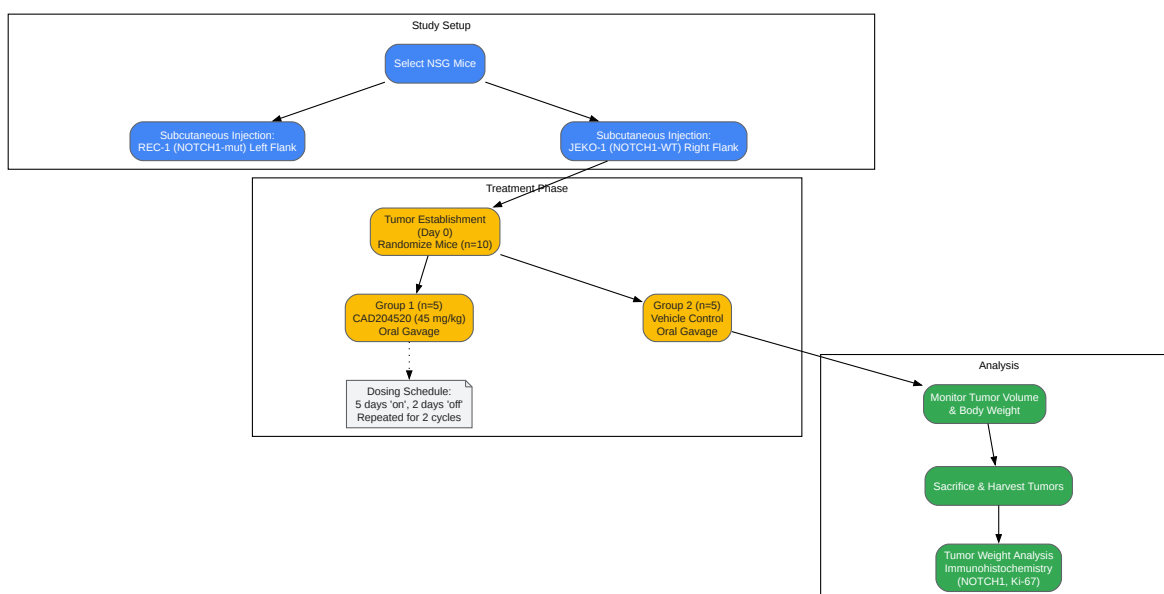 Study Setup
Select NSG Mice
Subcutaneous Injection:
REC-1 (NOTCH1-mut) Left Flank
Subcutaneous Injection:
JEKO-1 (NOTCH1-WT) Right Flank
Treatment Phase
Tumor Establishment
(Day 0)
Randomize Mice (n=10)
Group 1 (n=5)
CAD204520 (45 mg/kg)
Oral Gavage
Group 2 (n=5)
Vehicle Control
Oral Gavage
Dosing Schedule:
5 days 'on', 2 days 'off'
Repeated for 2 cycles
Analysis
Monitor Tumor Volume
& Body Weight
Sacrifice & Harvest Tumors
Tumor Weight Analysis
Immunohistochemistry
(NOTCH1, Ki-67)